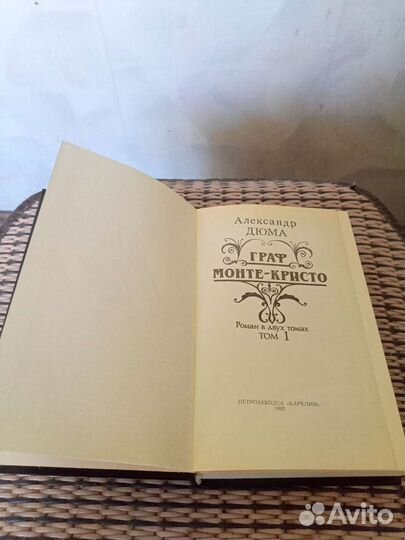 Александр
ДЮМА
ГРАФ
МОНТЕ-КРИСТО
Роман в двух томах
ТОМ 1
ПЕТРОЗАВОДСК «КАРЕЛИЯ»
Avito